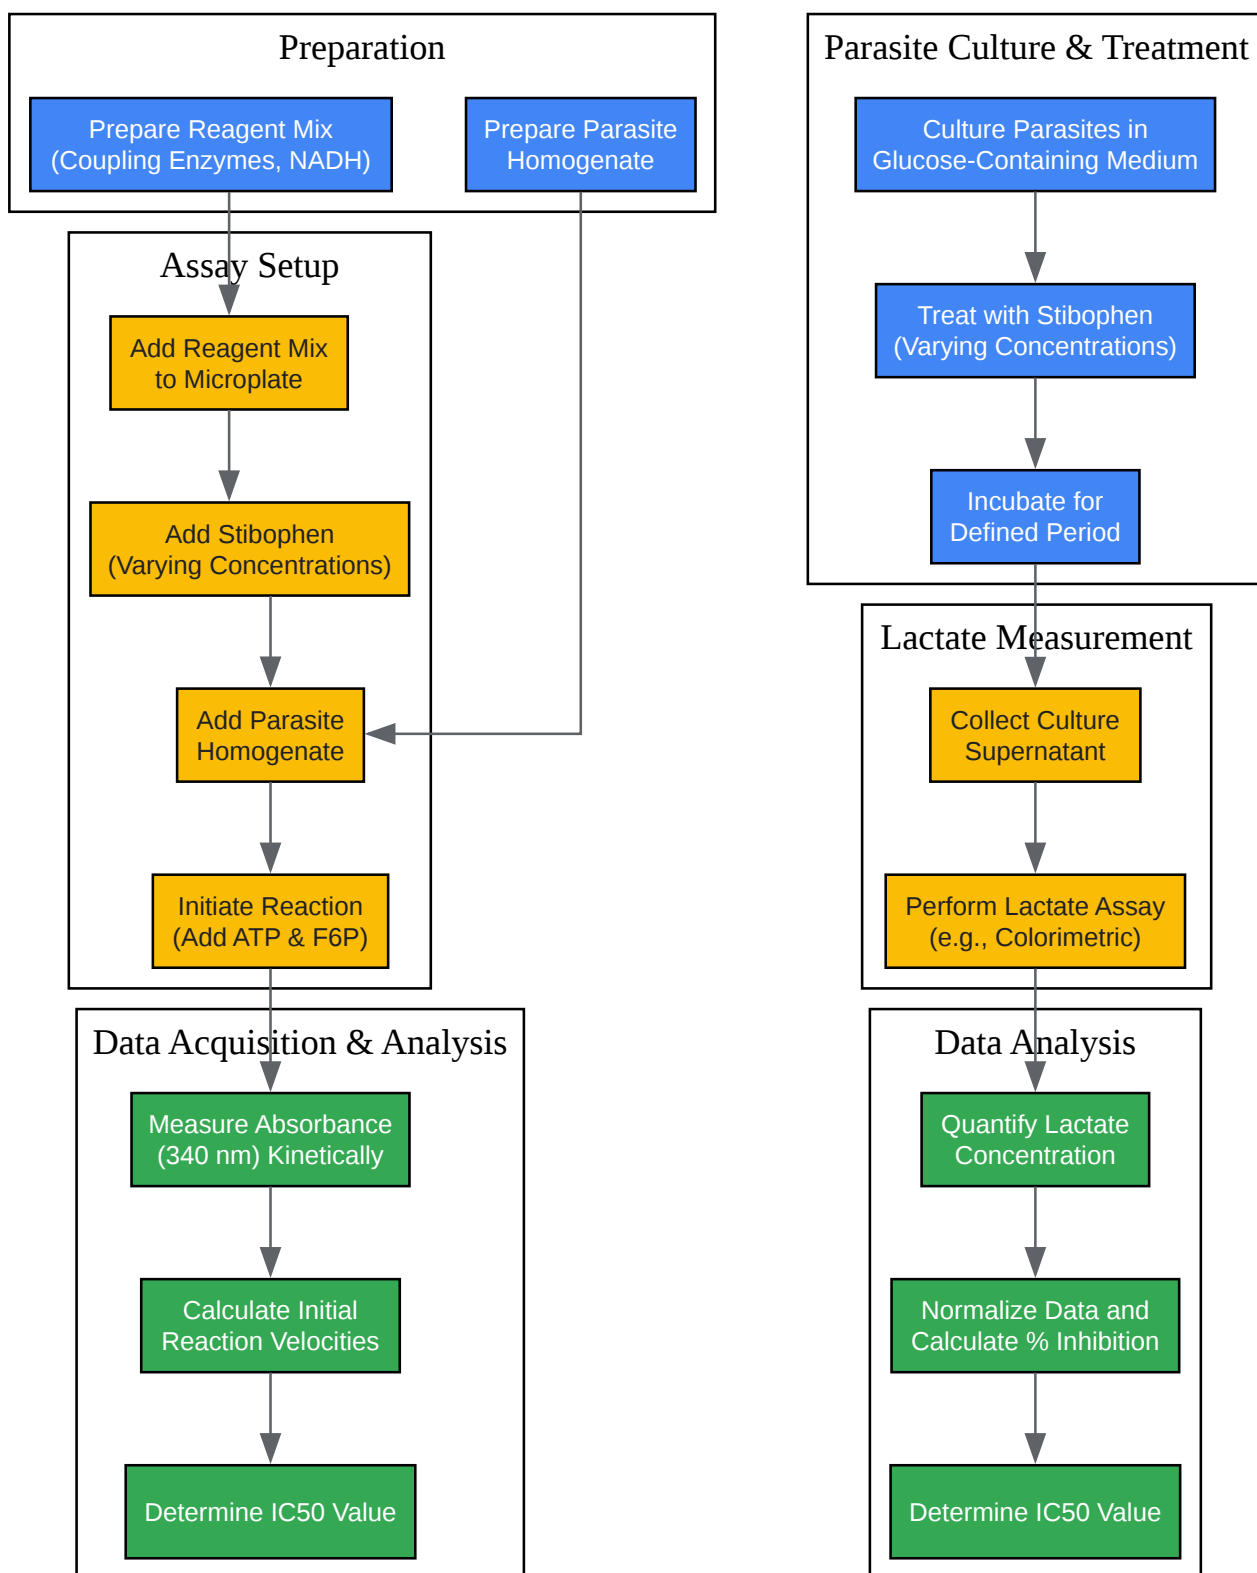 Preparation
Prepare Reagent Mix
(Coupling Enzymes, NADH)
Prepare Parasite
Homogenate
Assay Setup
Add Reagent Mix
to Microplate
Add Stibophen
(Varying Concentrations)
Add Parasite
Homogenate
Initiate Reaction
(Add ATP & F6P)
Data Acquisition & Analysis
Measure Absorbance
(340 nm) Kinetically
Calculate Initial
Reaction Velocities
Determine IC50 Value
Parasite Culture & Treatment
Culture Parasites in
Glucose-Containing Medium
Treat with Stibophen
(Varying Concentrations)
Incubate for
Defined Period
Lactate Measurement
Collect Culture
Supernatant
Perform Lactate Assay
(e.g., Colorimetric)
Data Analysis
Quantify Lactate
Concentration
Normalize Data and
Calculate % Inhibition
Determine IC50 Value